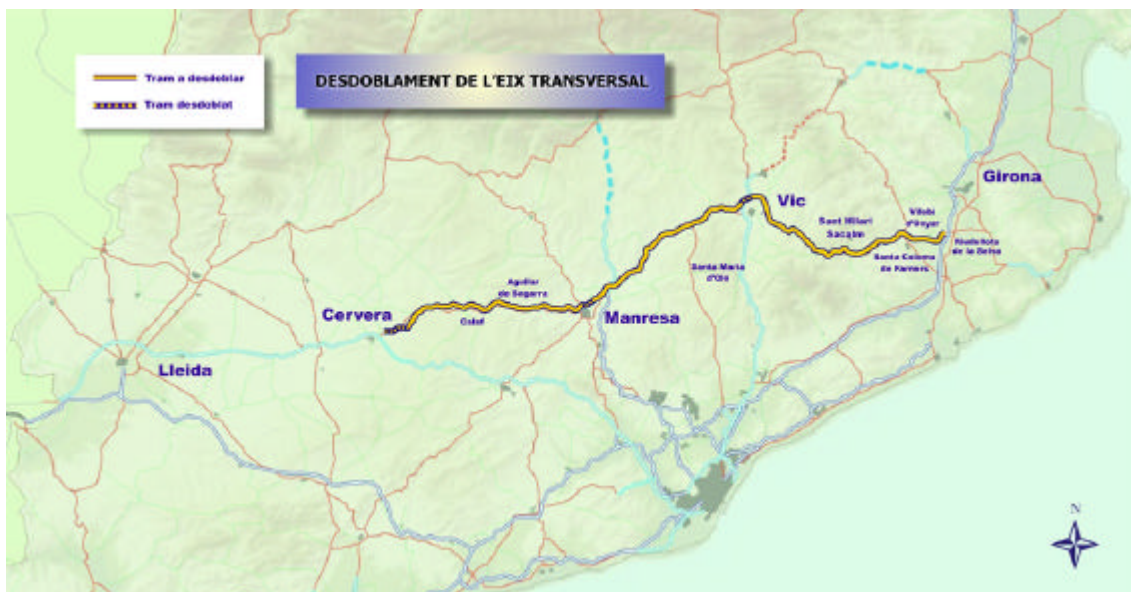 Tram a desdoblar
Tram desdoblat
DESDOBLAMENT DE L'EIX TRANSVERSAL
Girona
Vic
Sant Hilari
Sacalm
Vilobí
d'Onyar
Riudellots
de la Selva
Santa Coloma
de Farners
Santa Maria
d'Oló
Aguilar
de Segarra
Cervera
Calaf
Manresa
Lleida
N